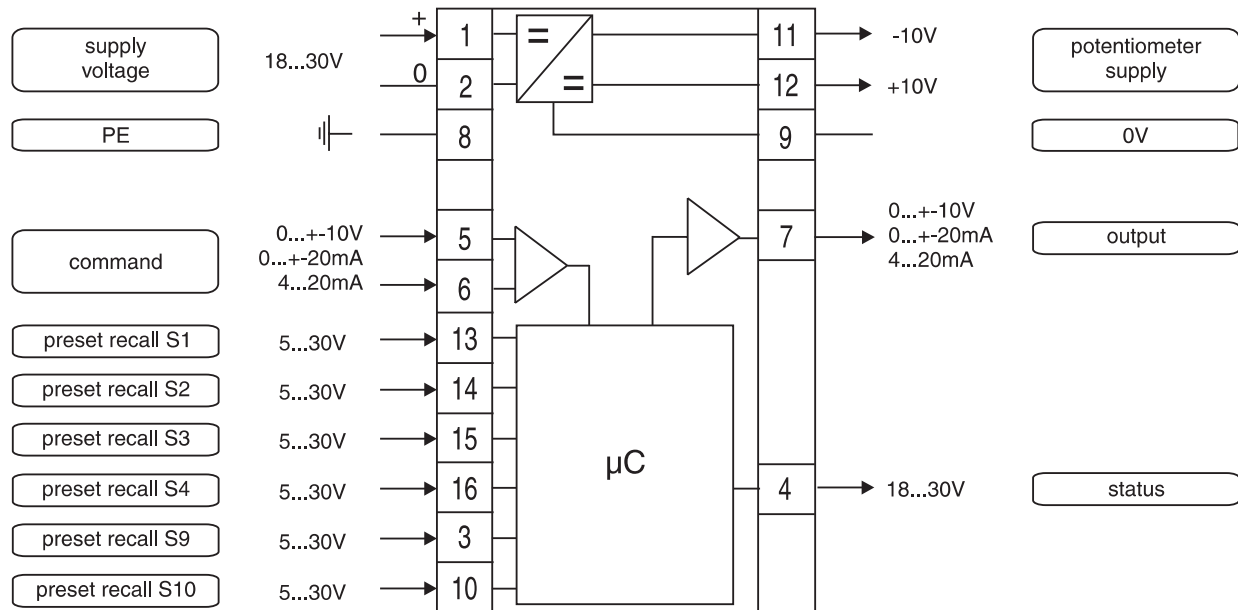 supply
voltage
18...30V
+
0
1
2
=
=
11
12
-10V
+10V
potentiometer
supply
PE
8
9
0V
command
0...+-10V
0...+-20mA
4...20mA
5
6
7
0...+-10V
0...+-20mA
4...20mA
output
preset recall S1
5...30V
13
preset recall S2
5...30V
14
preset recall S3
5...30V
15
µC
preset recall S4
5...30V
16
4
18...30V
status
preset recall S9
5...30V
3
preset recall S10
5...30V
10